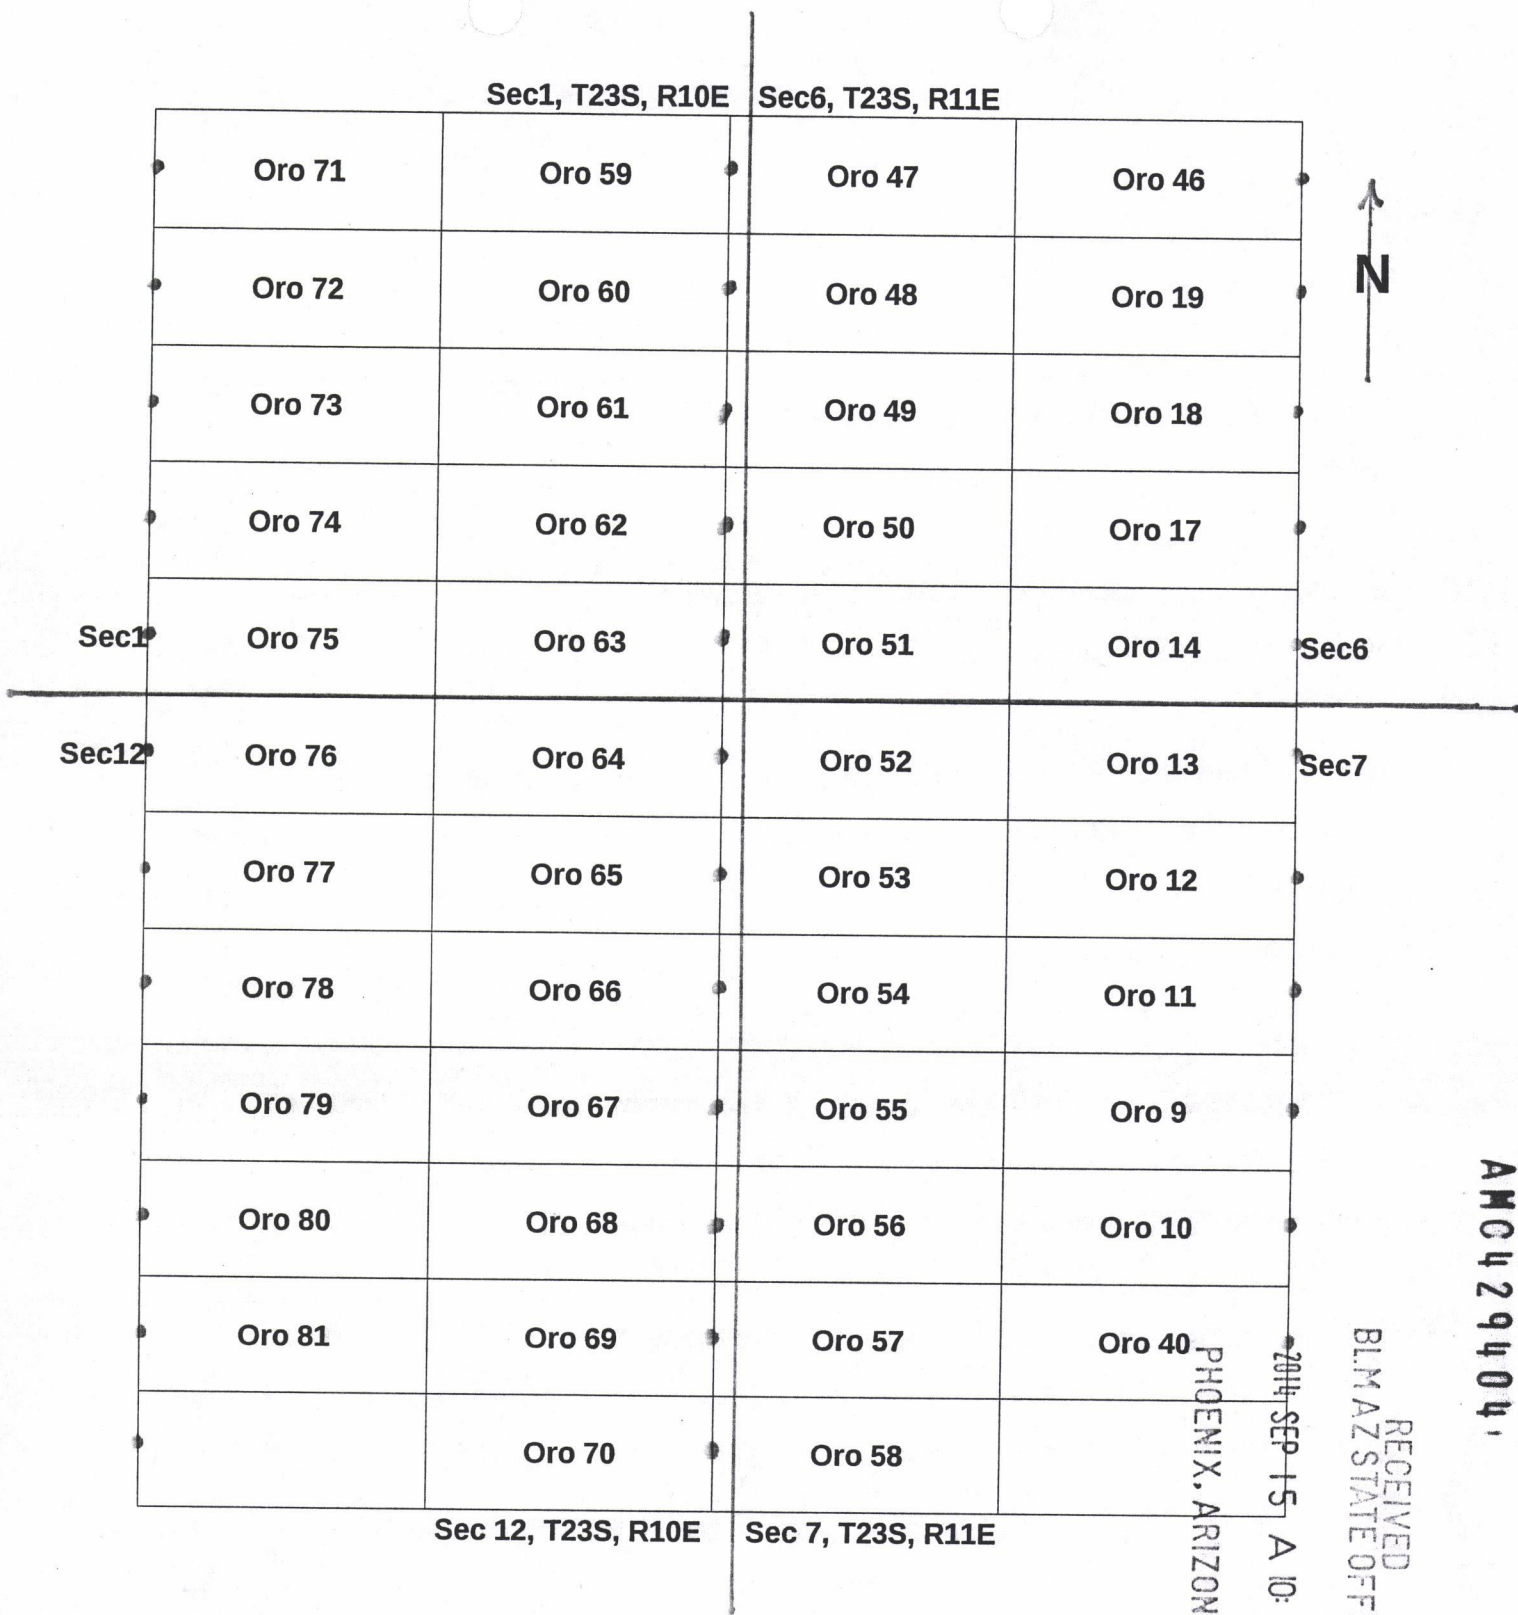 Sec1, T23S, R10E Sec6, T23S, R11E
Oro 71 Oro 59 Oro 47 Oro 46
N
Oro 72 Oro 60 Oro 48 Oro 19
Oro 73 Oro 61 Oro 49 Oro 18
Oro 74 Oro 62 Oro 50 Oro 17
Sec1 Oro 75 Oro 63 Oro 51 Oro 14 Sec6
Sec12 Oro 76 Oro 64 Oro 52 Oro 13 Sec7
Oro 77 Oro 65 Oro 53 Oro 12
Oro 78 Oro 66 Oro 54 Oro 11
Oro 79 Oro 67 Oro 55 Oro 9
Oro 80 Oro 68 Oro 56 Oro 10
Oro 81 Oro 69 Oro 57 Oro 40
Oro 70 Oro 58
Sec 12, T23S, R10E Sec 7, T23S, R11E
AMC429404
RECEIVED
BLM AZ STATE OFF
2014 SEP 15 A 10:
PHOENIX, ARIZON